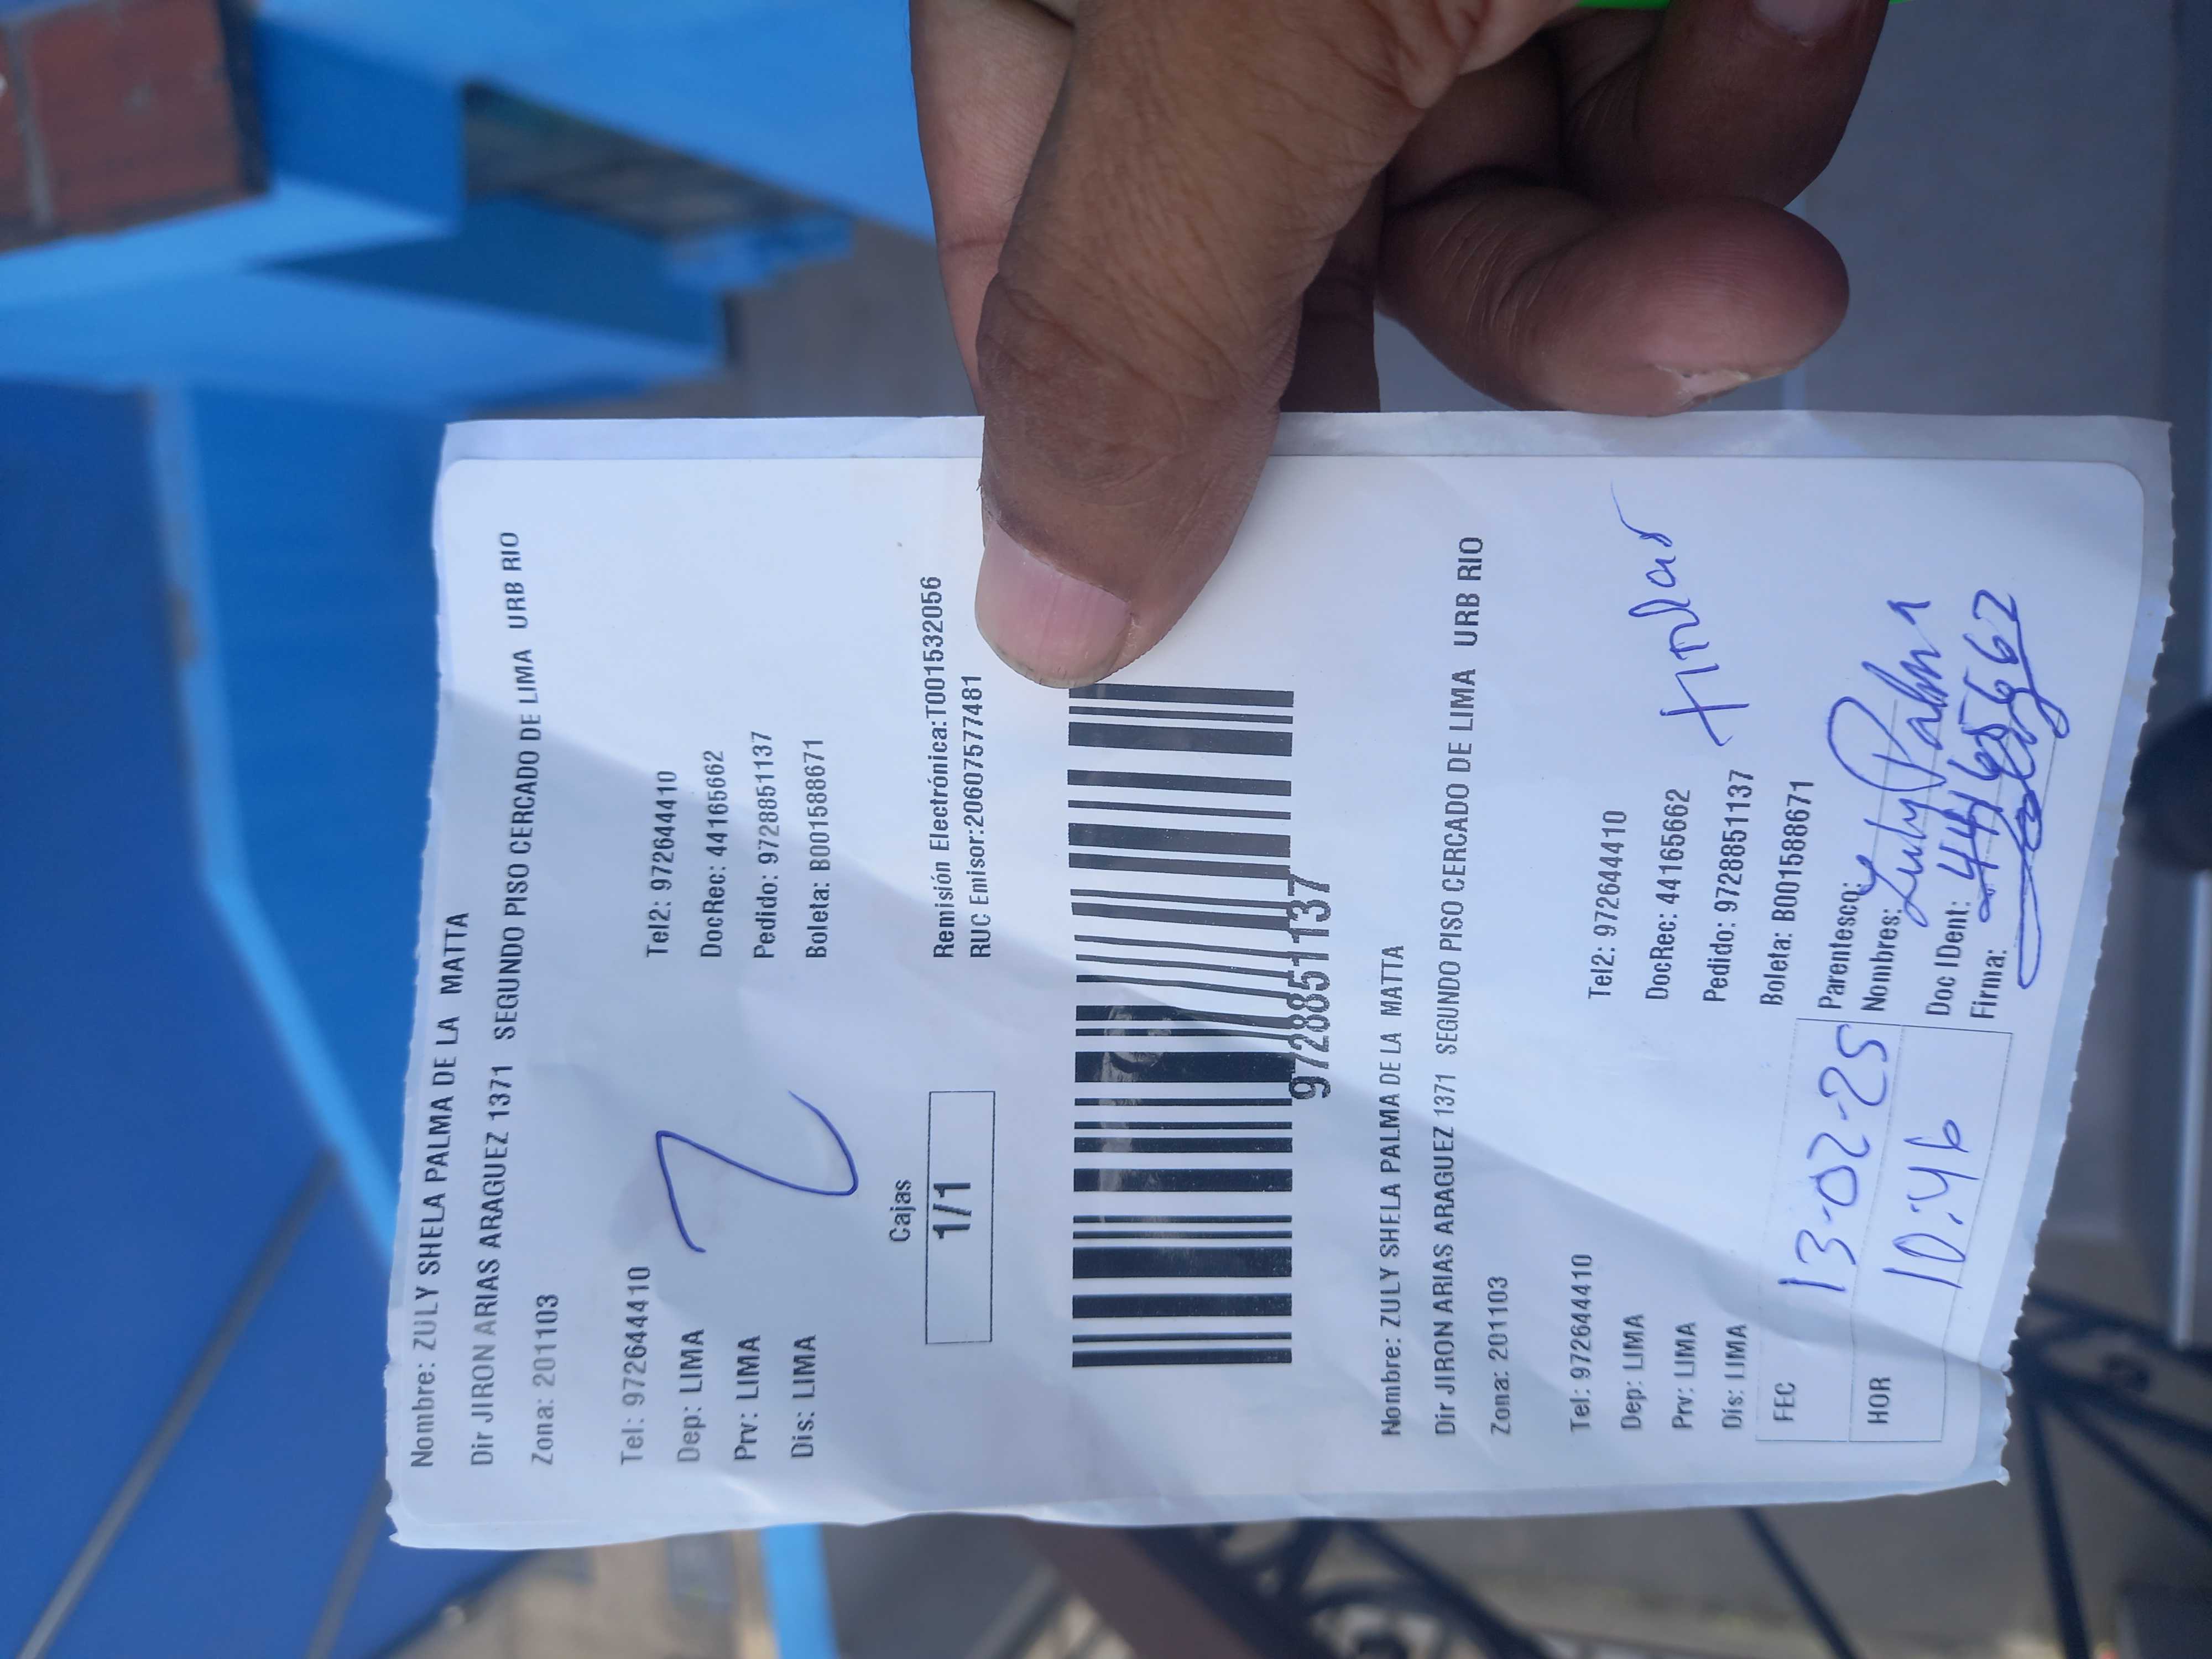 Nombre: ZULY SHELA PALMA DE LA MATTA
Dir JIRON ARIAS ARAGUEZ 1371 SEGUNDO PISO CERCADO DE LIMA URB RIO
Zona: 201103
Tel: 972644410 Tel2: 972644410
Dep: LIMA DocRec: 44165662
Prv: LIMA Pedido: 9728851137
Dis: LIMA Boleta: B001588671
Cajas
1/1
Remisión Electrónica:T001532056
RUC Emisor:20607577481
9728851137
Nombre: ZULY SHELA PALMA DE LA MATTA
Dir JIRON ARIAS ARAGUEZ 1371 SEGUNDO PISO CERCADO DE LIMA URB RIO
Zona: 201103
Tel: 972644410 Tel2: 972644410
Dep: LIMA DocRec: 44165662
Prv: LIMA Pedido: 9728851137
Dis: LIMA Boleta: B001588671
FEC 13-02-25 Parentesco:
Nombres: Zuly Palma
HOR 10:46 Doc IDent: 44165662
Firma: